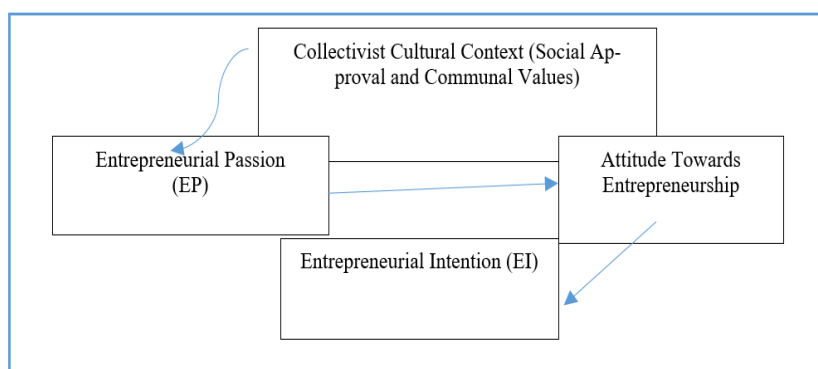 Collectivist Cultural Context (Social Ap-
proval and Communal Values)
Entrepreneurial Passion
(EP)
Attitude Towards
Entrepreneurship
Entrepreneurial Intention (EI)